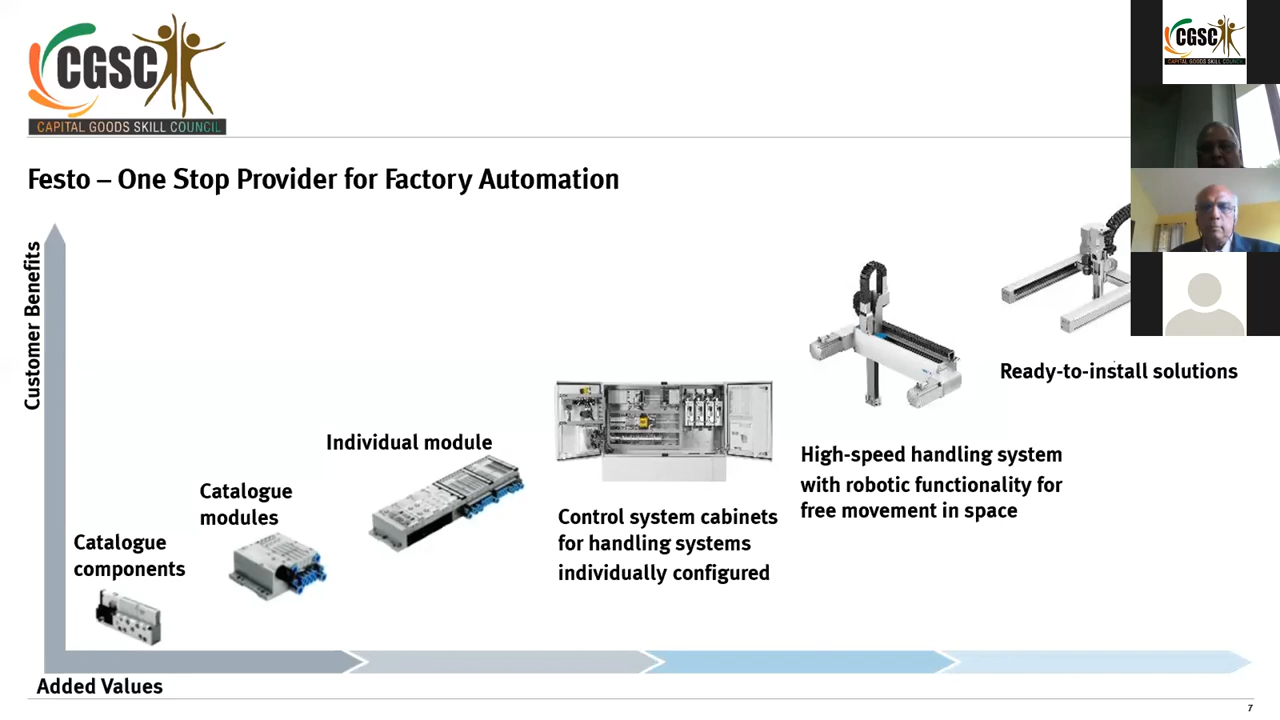 CGSC
CAPITAL GOODS SKILL COUNCIL
CGSC
CAPITAL GOODS SKILL COUNCIL
Festo – One Stop Provider for Factory Automation
Customer Benefits
Ready-to-install solutions
Individual module
High-speed handling system
with robotic functionality for
free movement in space
Catalogue
modules
Control system cabinets
for handling systems
individually configured
Catalogue
components
Added Values
7